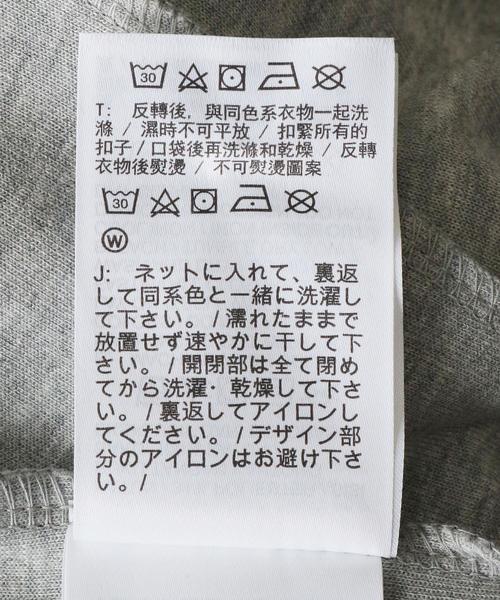 30
T: 反轉後，與同色系衣物一起洗
滌 / 濕時不可平放 / 扣緊所有的
扣子 / 口袋後再洗滌和乾燥 / 反轉
衣物後熨燙 / 不可熨燙圖案
30
W
J: ネットに入れて、裏返
して同系色と一緒に洗濯し
て下さい。/濡れたままで
放置せず速やかに干して下
さい。/開閉部は全て閉め
てから洗濯・乾燥して下さ
い。/裏返してアイロンし
てください。/デザイン部
分のアイロンはお避け下さ
い。/